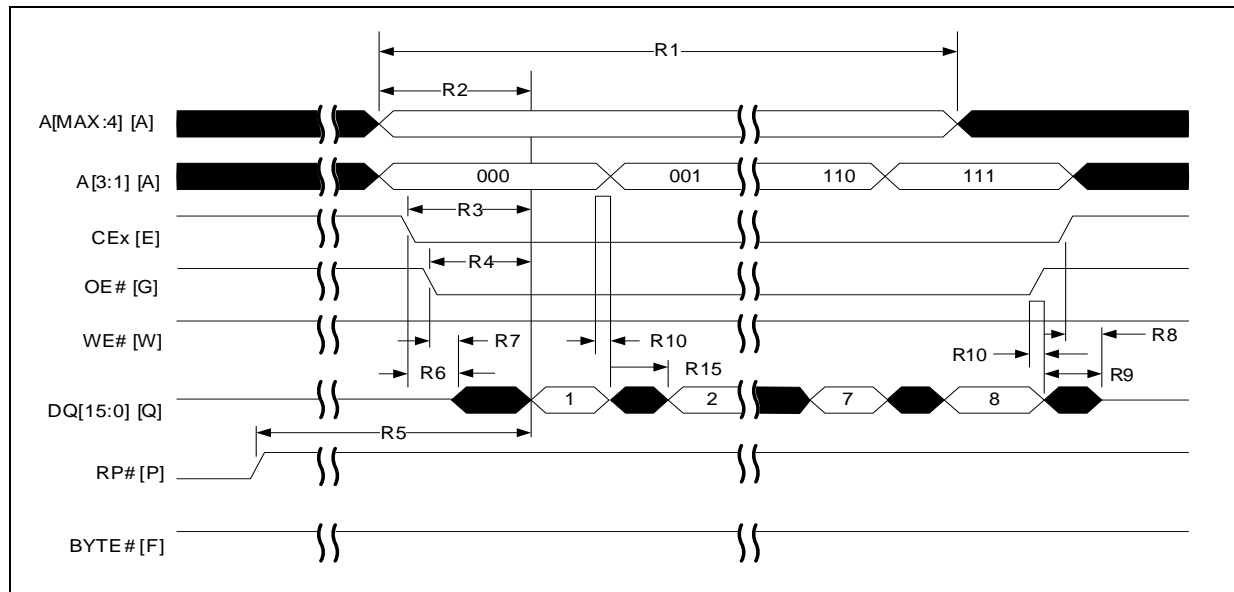 R1
R2
A[MAX:4] [A]
A[3:1] [A]
000
001
110
111
R3
CEx [E]
R4
OE# [G]
WE# [W]
R7
R10
R8
R6
R15
R10
R9
DQ[15:0] [Q]
1
2
7
8
R5
RP# [P]
BYTE# [F]